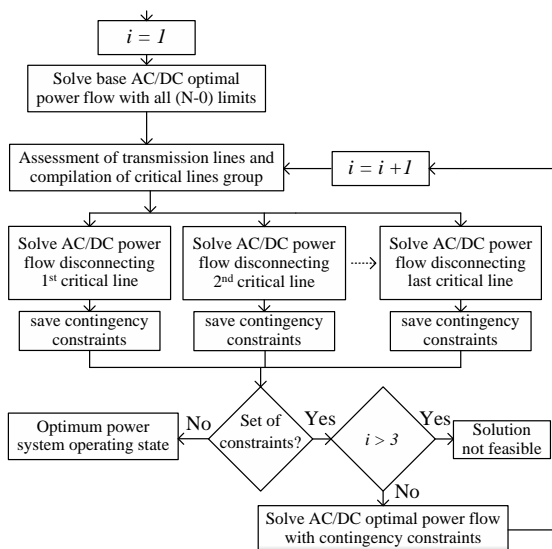 i = 1
Solve base AC/DC optimal
power flow with all (N-0) limits
Assessment of transmission lines and
compilation of critical lines group
i = i +1
Solve AC/DC power
flow disconnecting
1st critical line
Solve AC/DC power
flow disconnecting
2nd critical line
Solve AC/DC power
flow disconnecting
last critical line
save contingency
constraints
save contingency
constraints
save contingency
constraints
Optimum power
system operating state
No
Set of
constraints?
Yes
i > 3
Yes
Solution
not feasible
No
Solve AC/DC optimal power flow
with contingency constraints